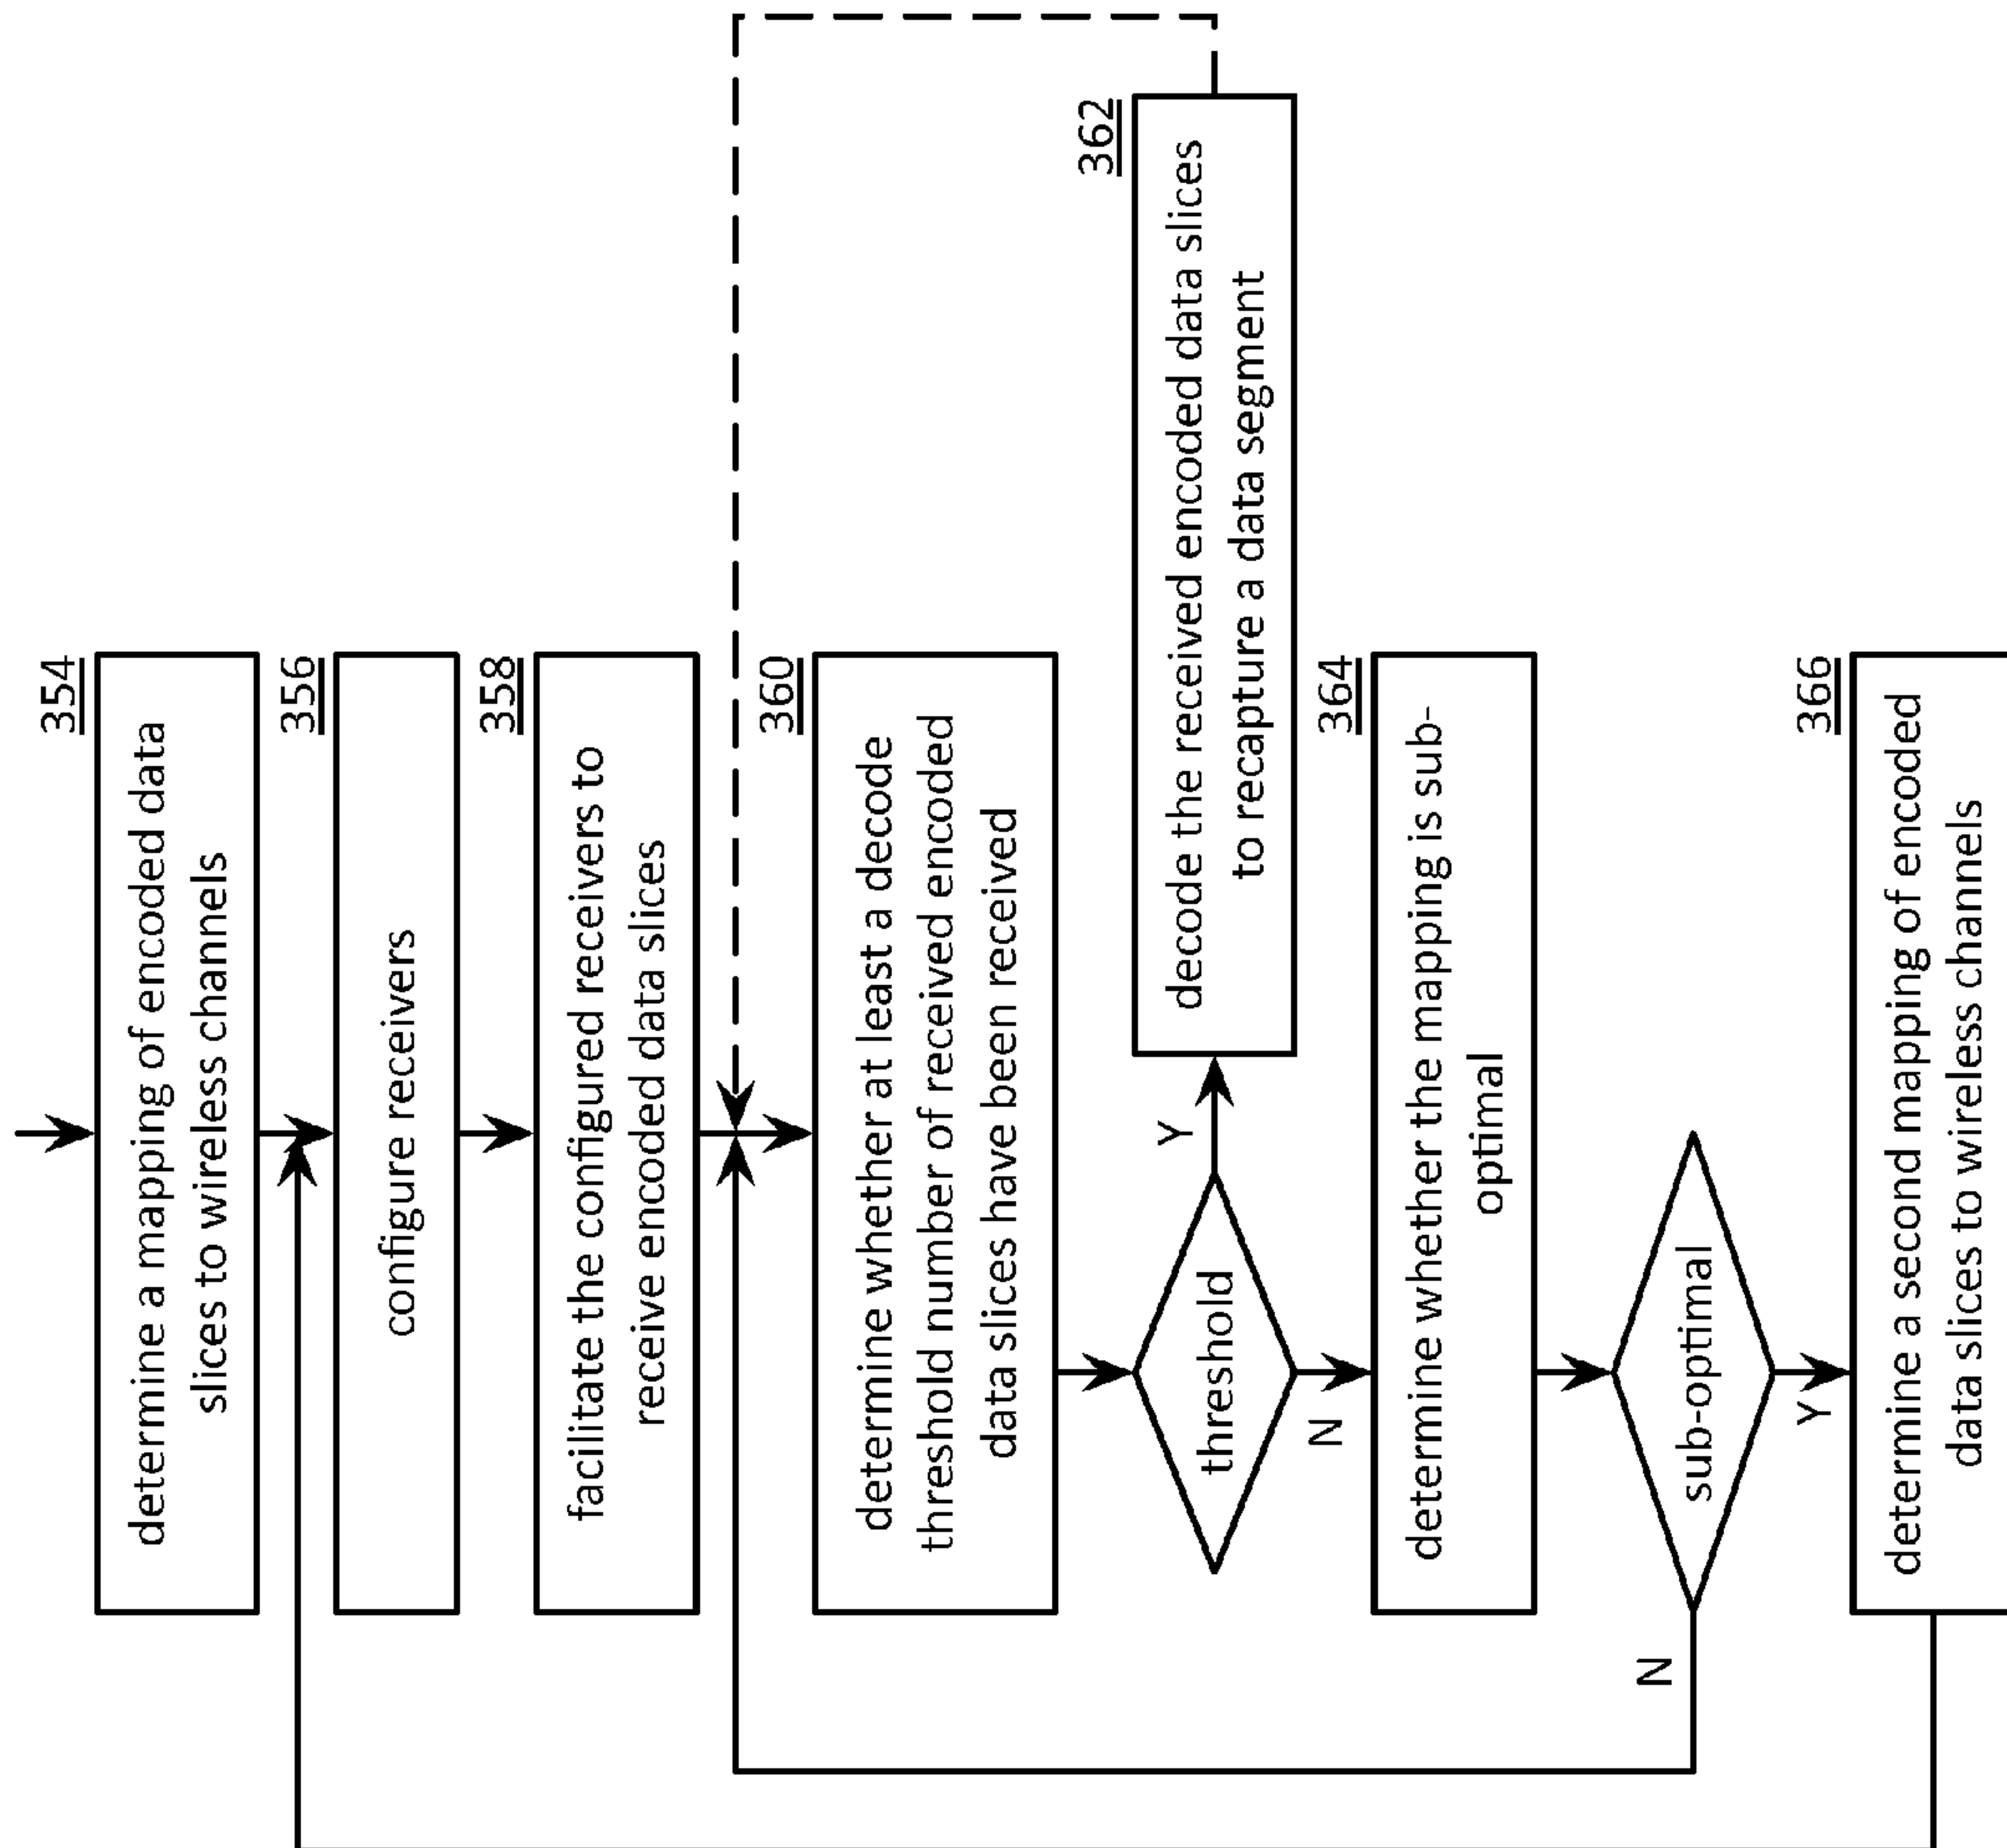 354
determine a mapping of encoded data
slices to wireless channels
356
configure receivers
358
facilitate the configured receivers to
receive encoded data slices
360
determine whether at least a decode
threshold number of received encoded
data slices have been received
threshold
Y
N
362
decode the received encoded data slices
to recapture a data segment
364
determine whether the mapping is sub-
optimal
sub-optimal
N
Y
366
determine a second mapping of encoded
data slices to wireless channels